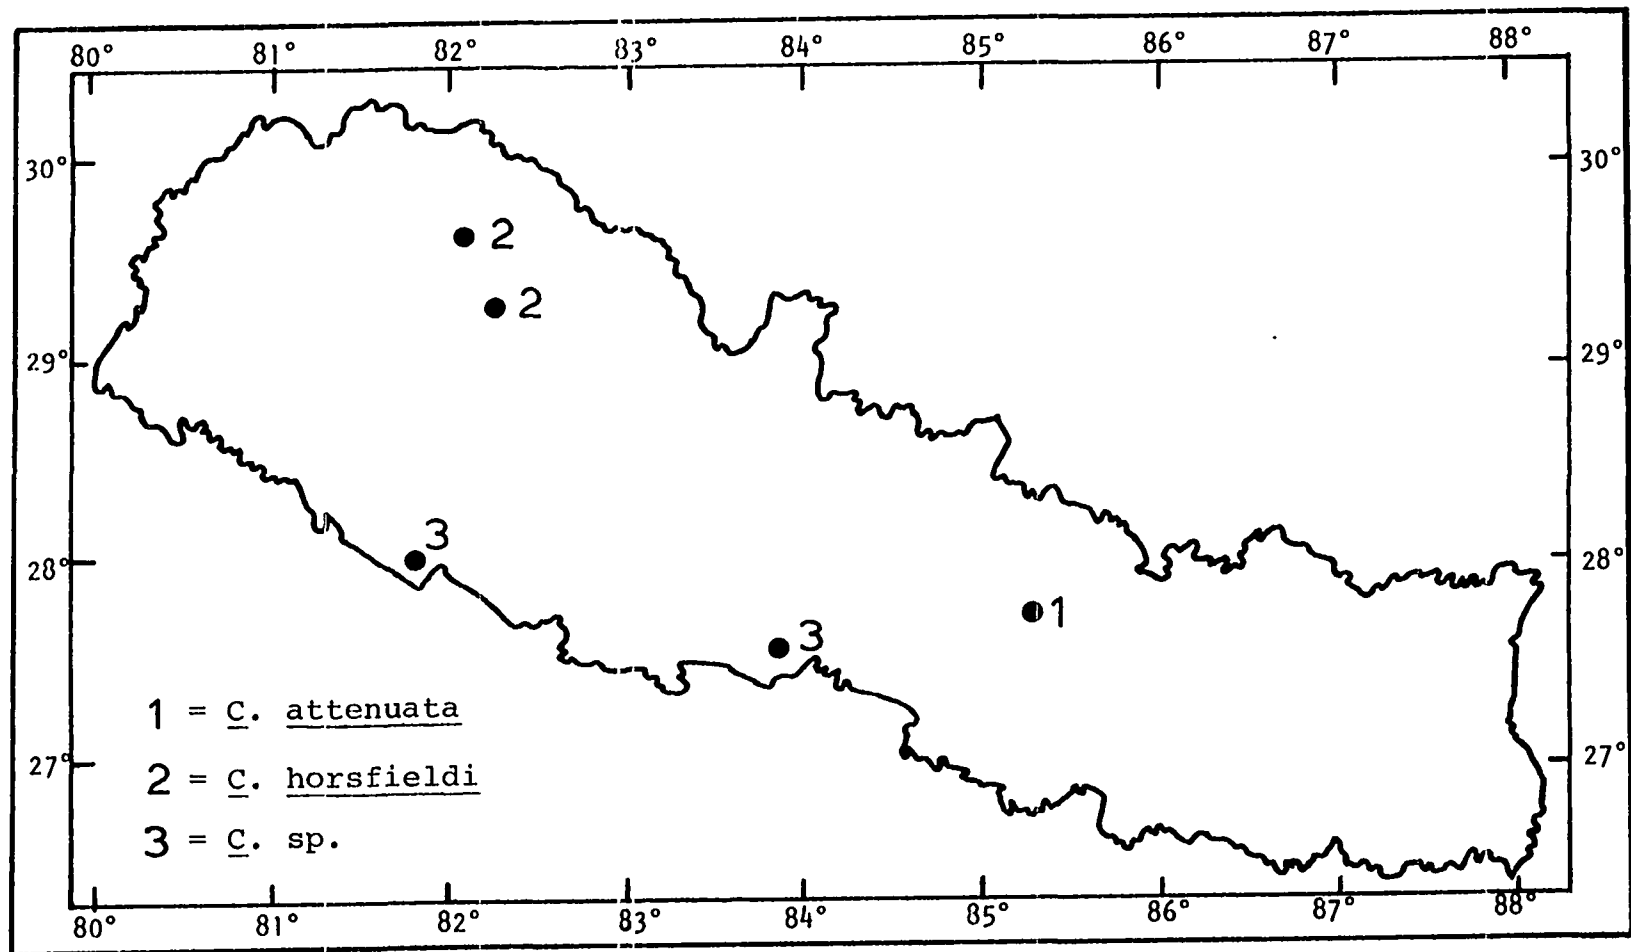 80° 81° 82° 83° 84° 85° 86° 87° 88°
30° 30°
2
2
29° 29°
3
28° 28°
1
3
1 = C. attenuata
27° 27°
2 = C. horsfieldi
3 = C. sp.
80° 81° 82° 83° 84° 85° 86° 87° 88°